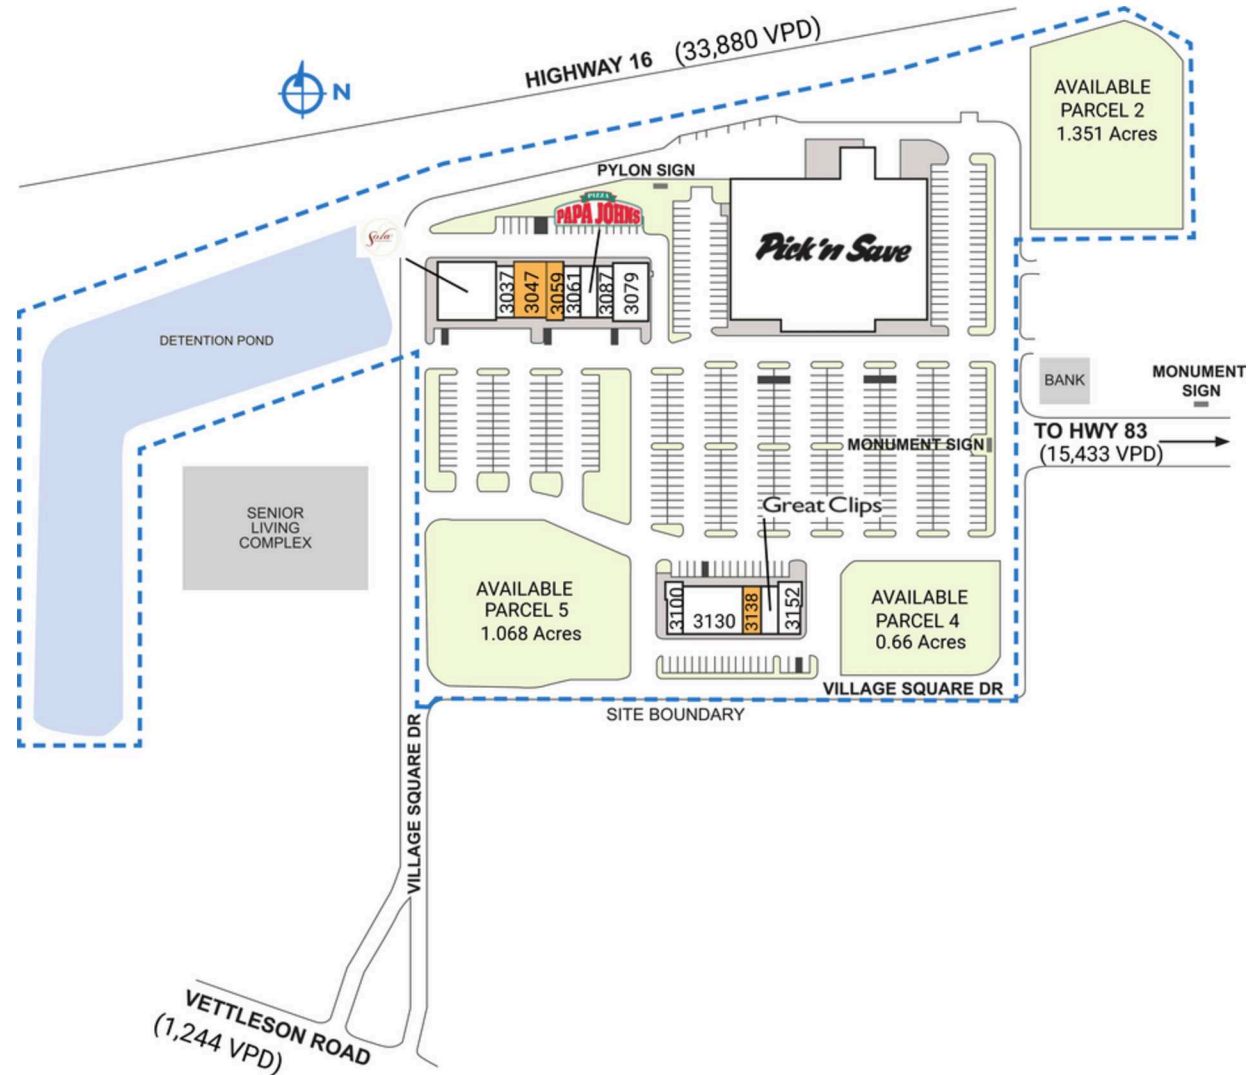 HIGHWAY 16 (33,880 VPD)
N
AVAILABLE
PARCEL 2
1.351 Acres
PYLON SIGN
PIZZA
PAPA JOHNS
Sola
Pick'n Save
3037
3047
3059
3061
3087
3079
DETENTION POND
BANK
MONUMENT
SIGN
TO HWY 83
(15,433 VPD)
MONUMENT SIGN
Great Clips
SENIOR
LIVING
COMPLEX
AVAILABLE
PARCEL 5
1.068 Acres
3100
3130
3138
3152
AVAILABLE
PARCEL 4
0.66 Acres
VILLAGE SQUARE DR
SITE BOUNDARY
VILLAGE SQUARE DR
VETTLESON ROAD
(1,244 VPD)